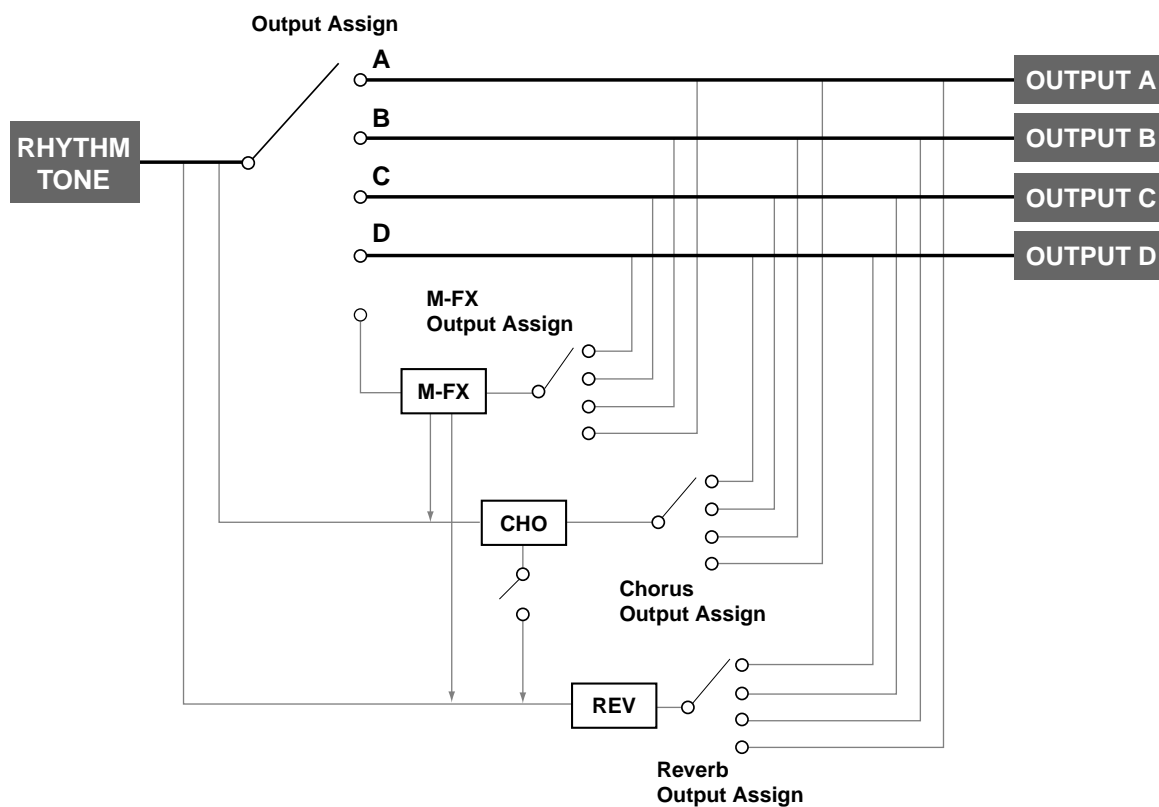 Output Assign
A
OUTPUT A
B
OUTPUT B
RHYTHM
TONE
C
OUTPUT C
D
OUTPUT D
M-FX
Output Assign
M-FX
CHO
Chorus
Output Assign
REV
Reverb
Output Assign